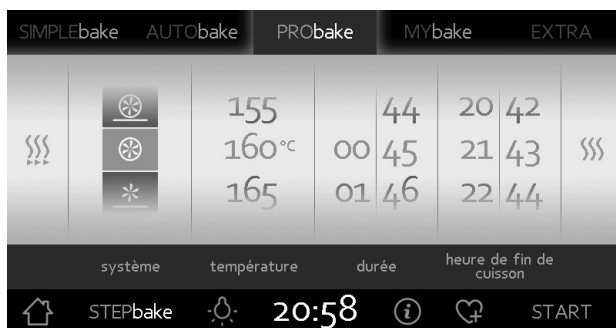 SIMPLEbake AUTObake PRObake MYbake EXTRA
155 44 20 42
160 °C 00 45 21 43
165 01 46 22 44
système température durée heure de fin de
cuisson
STEPbake 20:58 i START